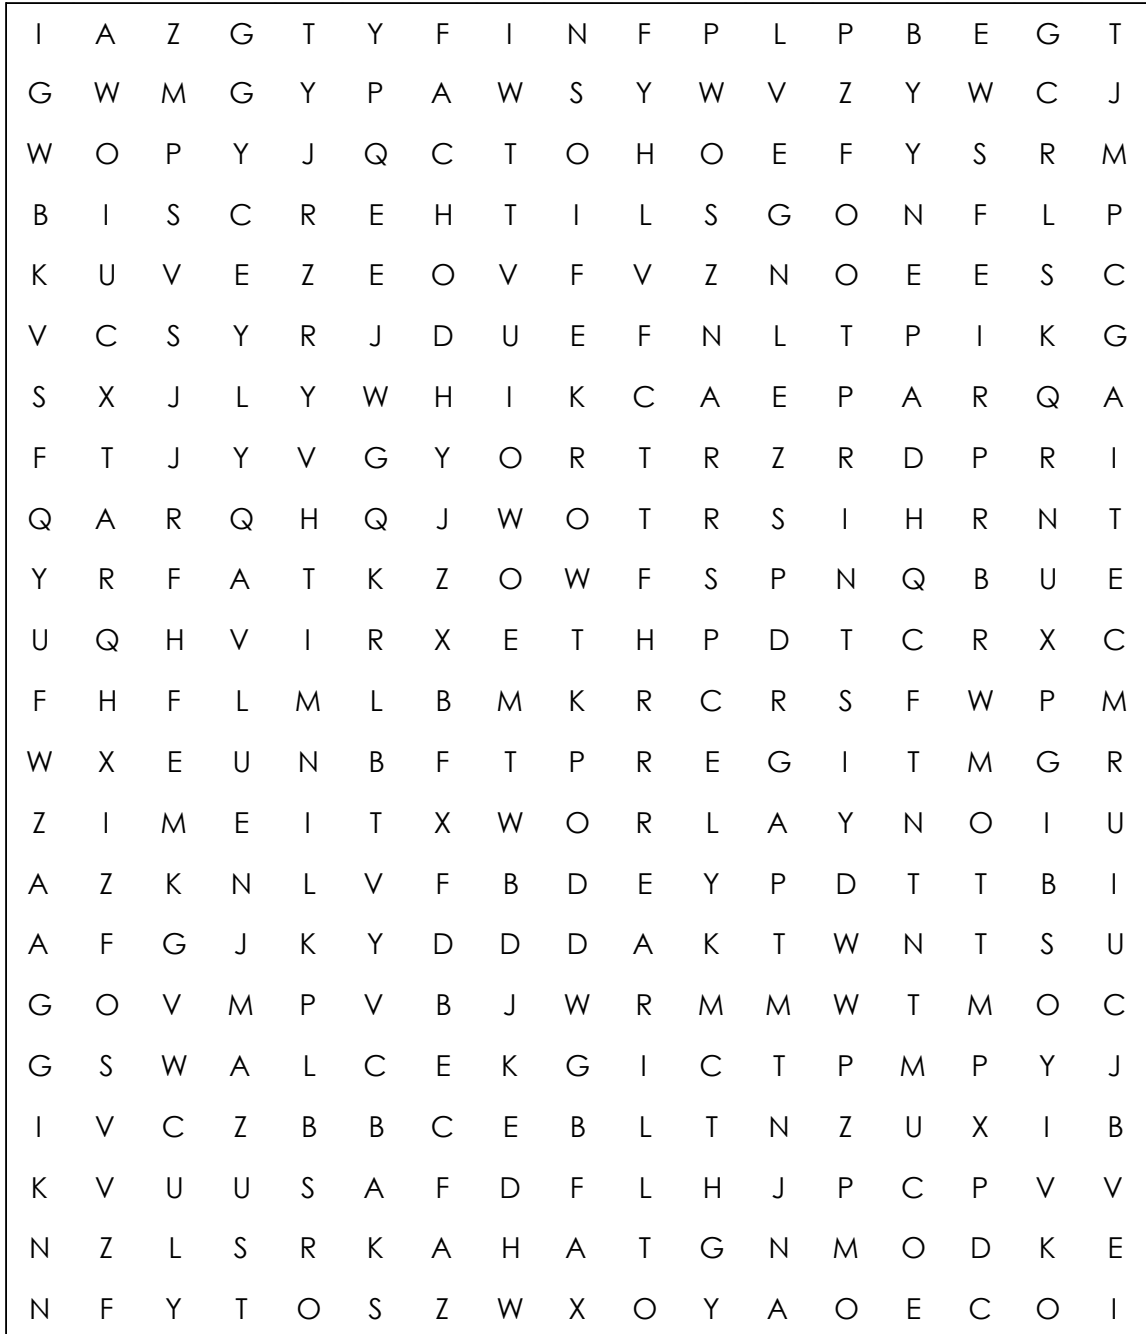 I A Z G T Y F I N F P L P B E G T
G W M G Y P A W S Y W V Z Y W C J
W O P Y J Q C T O H O E F Y S R M
B I S C R E H T I L S G O N F L P
K U V E Z E O V F V Z N O E E S C
V C S Y R J D U E F N L T P I K G
S X J L Y W H I K C A E P A R Q A
F T J Y V G Y O R T R Z R D P R I
Q A R Q H Q J W O T R S I H R N T
Y R F A T K Z O W F S P N Q B U E
U Q H V I R X E T H P D T C R X C
F H F L M L B M K R C R S F W P M
W X E U N B F T P R E G I T M G R
Z I M E I T X W O R L A Y N O I U
A Z K N L V F B D E Y P D T T B I
A F G J K Y D D D A K T W N T S U
G O V M P V B J W R M M W T M O C
G S W A L C E K G I C T P M P Y J
I V C Z B B C E B L T N Z U X I B
K V U U S A F D F L H J P C P V V
N Z L S R K A H A T G N M O D K E
N F Y T O S Z W X O Y A O E C O I